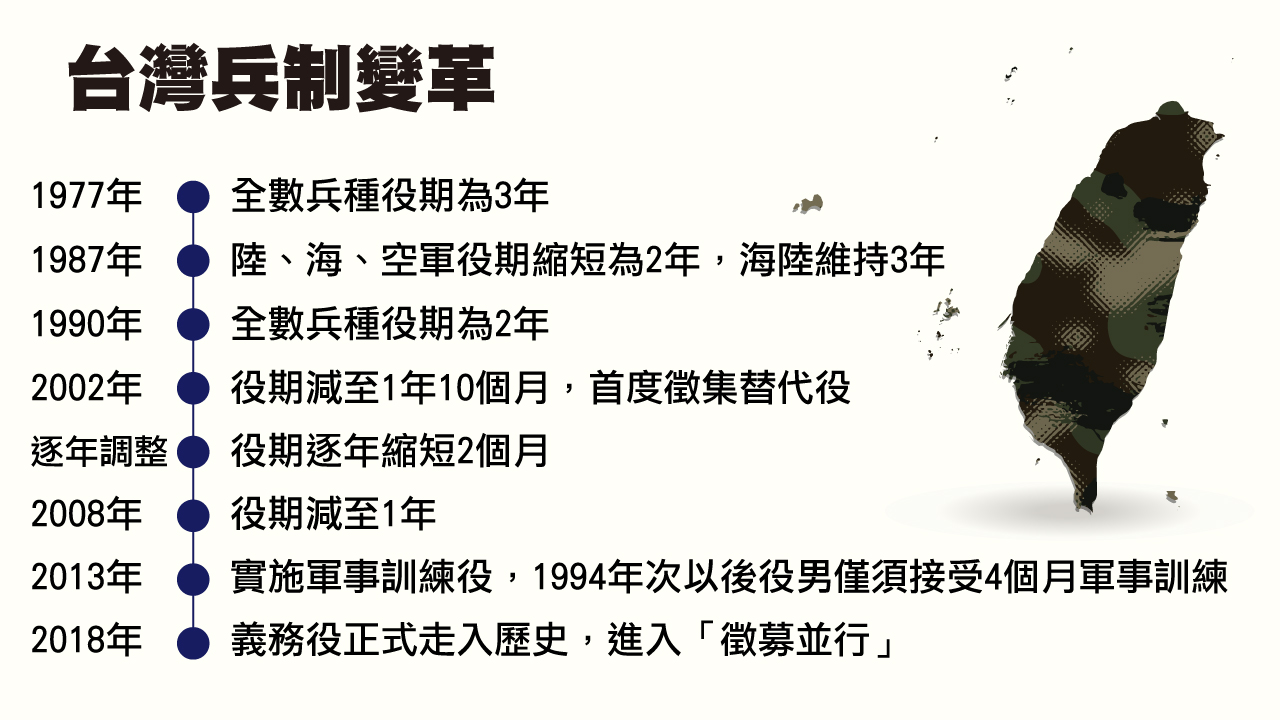 台灣兵制變革
1977年 全數兵種役期為3年
1987年 陸、海、空軍役期縮短為2年，海陸維持3年
1990年 全數兵種役期為2年
2002年 役期減至1年10個月，首度徵集替代役
逐年調整 役期逐年縮短2個月
2008年 役期減至1年
2013年 實施軍事訓練役，1994年次以後役男僅須接受4個月軍事訓練
2018年 義務役正式走入歷史，進入「徵募並行」